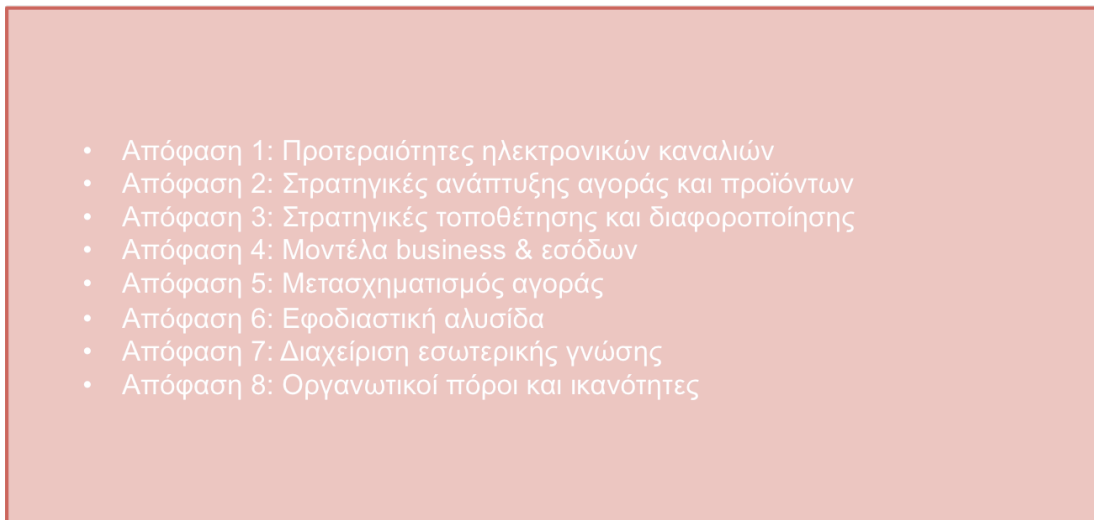 • Απόφαση 1: Προτεραιότητες ηλεκτρονικών καναλιών
• Απόφαση 2: Στρατηγικές ανάπτυξης αγοράς και προϊόντων
• Απόφαση 3: Στρατηγικές τοποθέτησης και διαφοροποίησης
• Απόφαση 4: Μοντέλα business & εσόδων
• Απόφαση 5: Μετασχηματισμός αγοράς
• Απόφαση 6: Εφοδιαστική αλυσίδα
• Απόφαση 7: Διαχείριση εσωτερικής γνώσης
• Απόφαση 8: Οργανωτικοί πόροι και ικανότητες